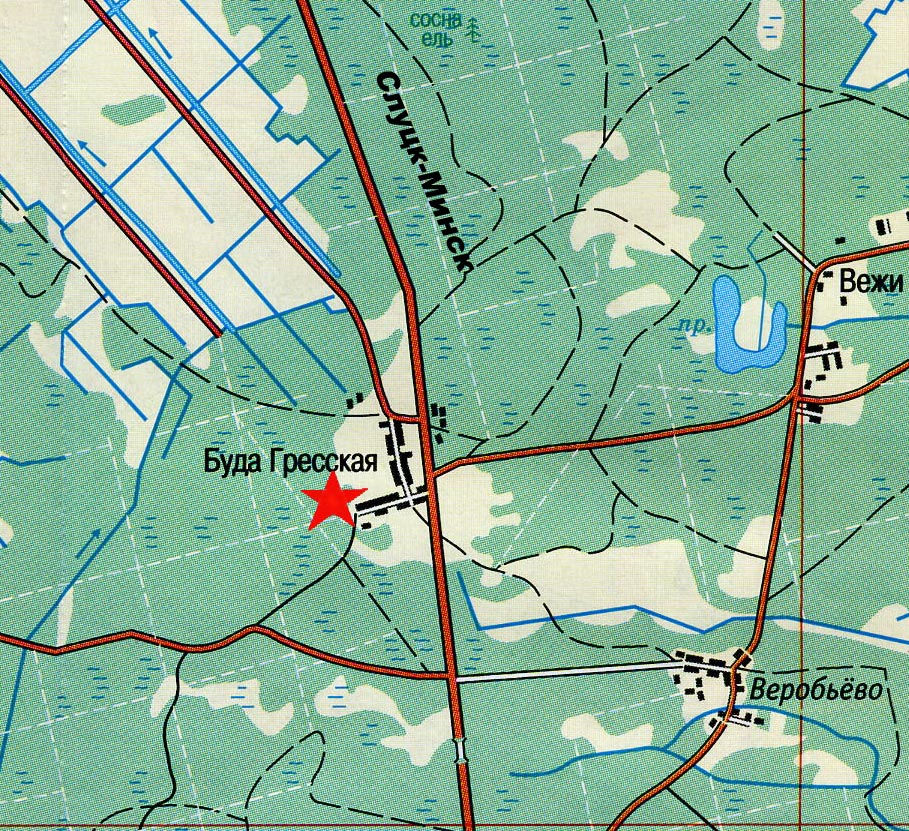 сосна
ель
Слуцк-Минск
Вежи
пр.
Буда Гресская
Веробьёво